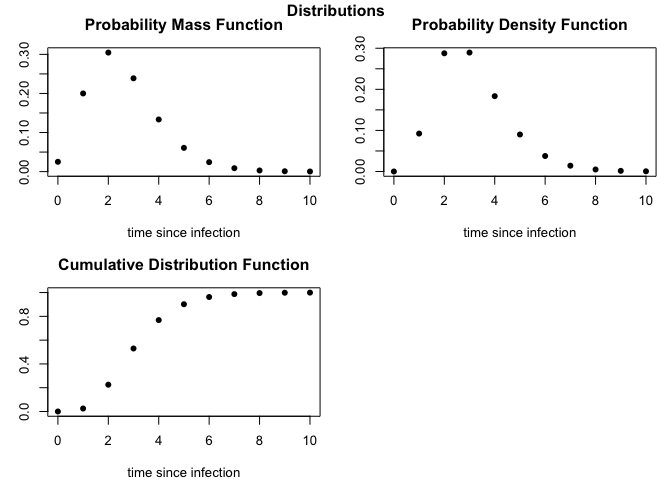 Distributions
Probability Mass Function
0.00 0.10 0.20 0.30
0 2 4 6 8 10
time since infection
Probability Density Function
0.00 0.10 0.20 0.30
0 2 4 6 8 10
time since infection
Cumulative Distribution Function
0.0 0.4 0.8
0 2 4 6 8 10
time since infection